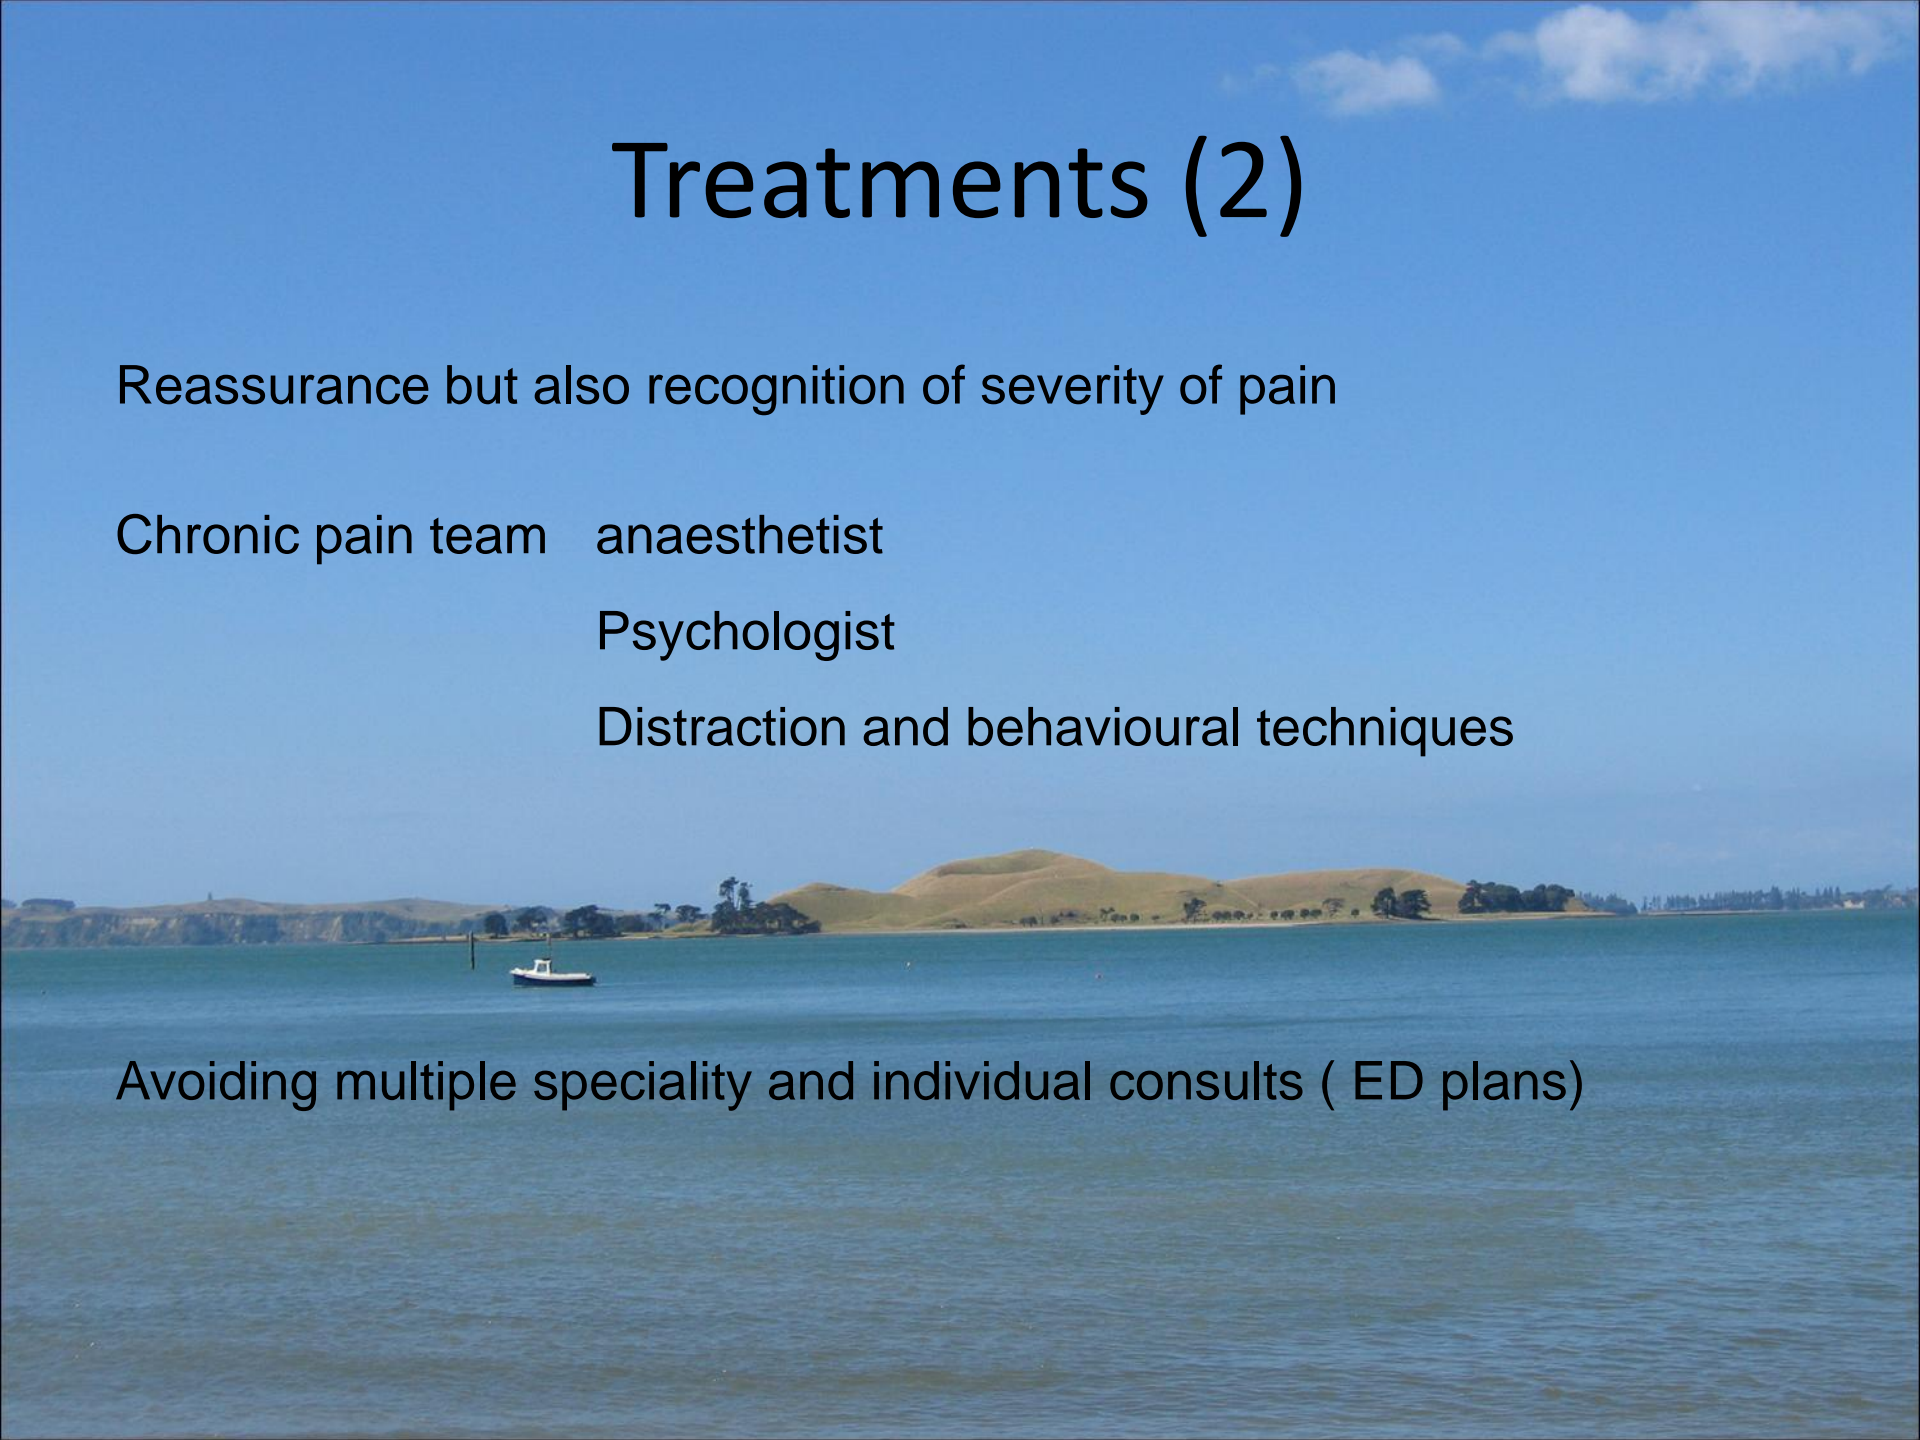 Treatments (2)
Reassurance but also recognition of severity of pain
Chronic pain team anaesthetist
Psychologist
Distraction and behavioural techniques
Avoiding multiple speciality and individual consults ( ED plans)